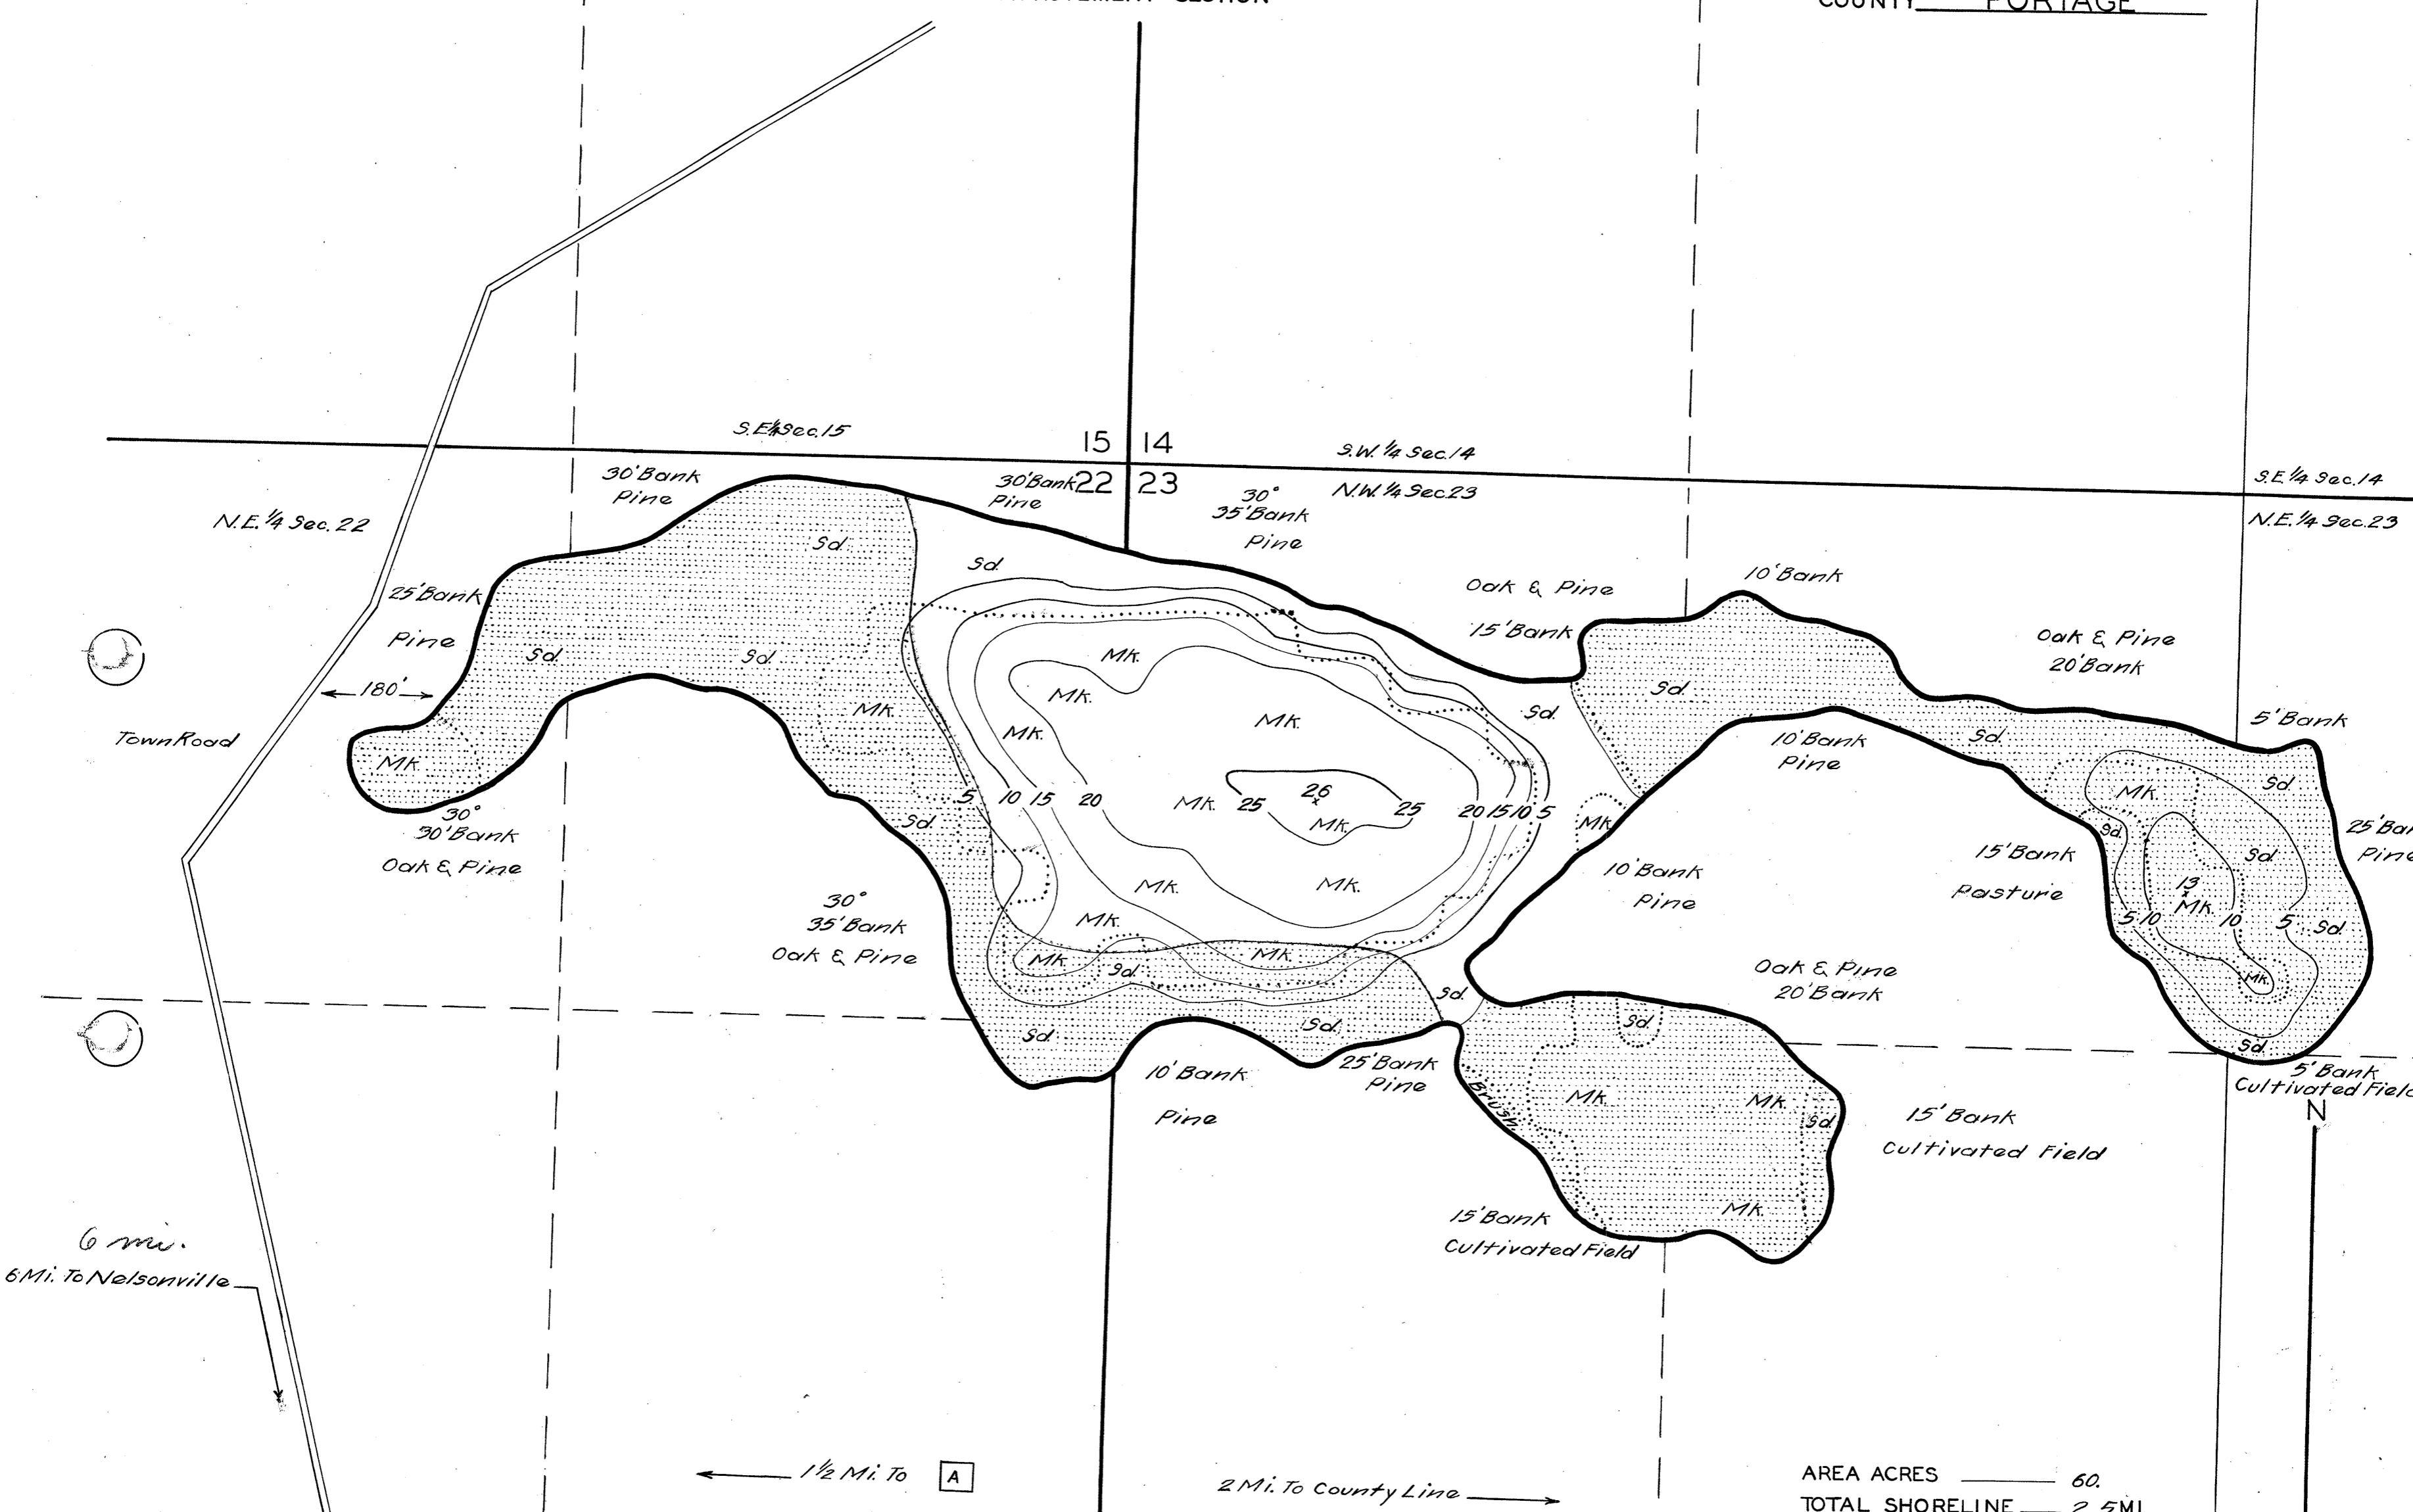 COUNTY PORTAGE
SECTION
S.E.¼ Sec. 15
15 14
S.W. ¼ Sec. 14
22 23
N.W. ¼ Sec. 23
S.E. ¼ Sec. 14
N.E. ¼ Sec. 23
N.E. ¼ Sec. 22
30' Bank
Pine
30' Bank
Pine
30°
35' Bank
Pine
Sd.
Sd.
25' Bank
Pine
Oak & Pine
15' Bank
10' Bank
Oak & Pine
20' Bank
Sd.
Sd.
Mk.
Mk.
Mk.
Mk.
Mk.
Sd.
Sd.
180'
Town Road
Mk.
5' Bank
10' Bank
Pine
Sd.
Sd.
Mk.
30°
30' Bank
Oak & Pine
Sd.
5 10 15 20
Mk. 25
26
Mk.
25
20 15 10 5
Mk.
Sd.
Sd.
25' Ba
Pine
15' Bank
Pasture
10' Bank
Pine
Mk.
Mk.
Mk.
13
Mk.
5 10
10
5
Sd.
30°
35' Bank
Oak & Pine
Mk.
Sd.
Mk.
Sd.
Oak & Pine
20' Bank
Mk.
Sd.
Sd.
Sd.
Sd.
10' Bank
Pine
25' Bank
Pine
Brush
Mk.
Mk.
Sd.
Mk.
5' Bank
Cultivated Field
N
15' Bank
Cultivated Field
15' Bank
Cultivated Field
6 mi.
6 Mi. To Nelsonville
1½ Mi. To A
2 Mi. To County Line
AREA ACRES 60.
TOTAL SHORELINE 2.5 MI.